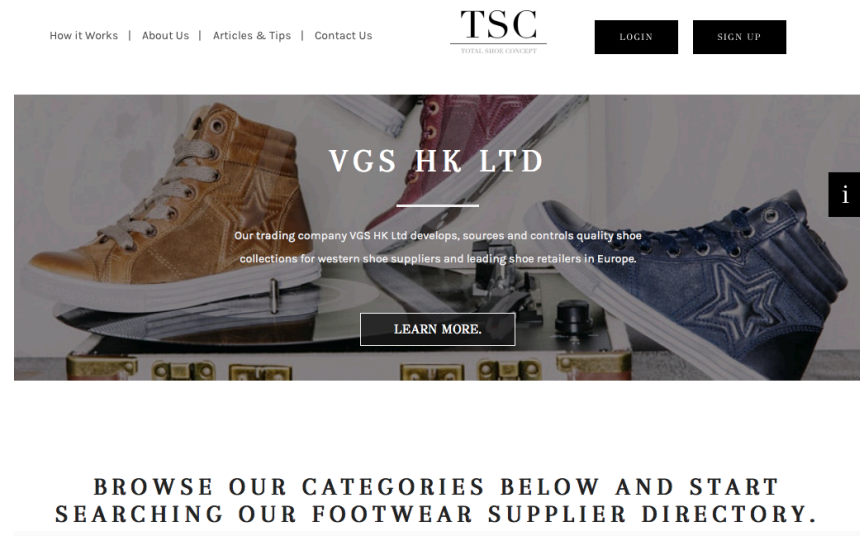 How it Works | About Us | Articles & Tips | Contact Us
TSC
TOTAL SHOE CONCEPT
LOGIN
SIGN UP
VGS HK LTD
i
Our trading company VGS HK Ltd develops, sources and controls quality shoe
collections for western shoe suppliers and leading shoe retailers in Europe.
LEARN MORE.
BROWSE OUR CATEGORIES BELOW AND START
SEARCHING OUR FOOTWEAR SUPPLIER DIRECTORY.